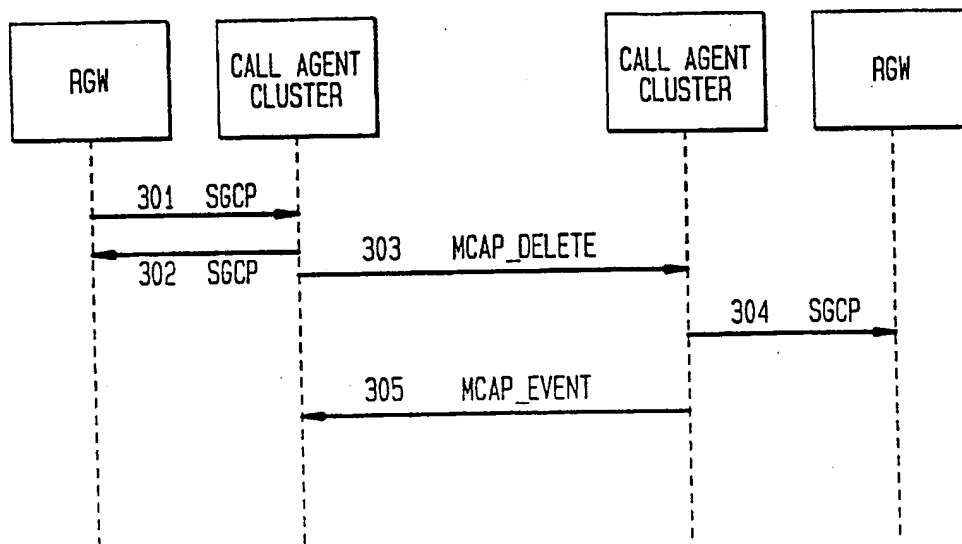 RGW
CALL AGENT
CLUSTER
CALL AGENT
CLUSTER
RGW
301 SGCP
302 SGCP
303 MCAP_DELETE
304 SGCP
305 MCAP_EVENT